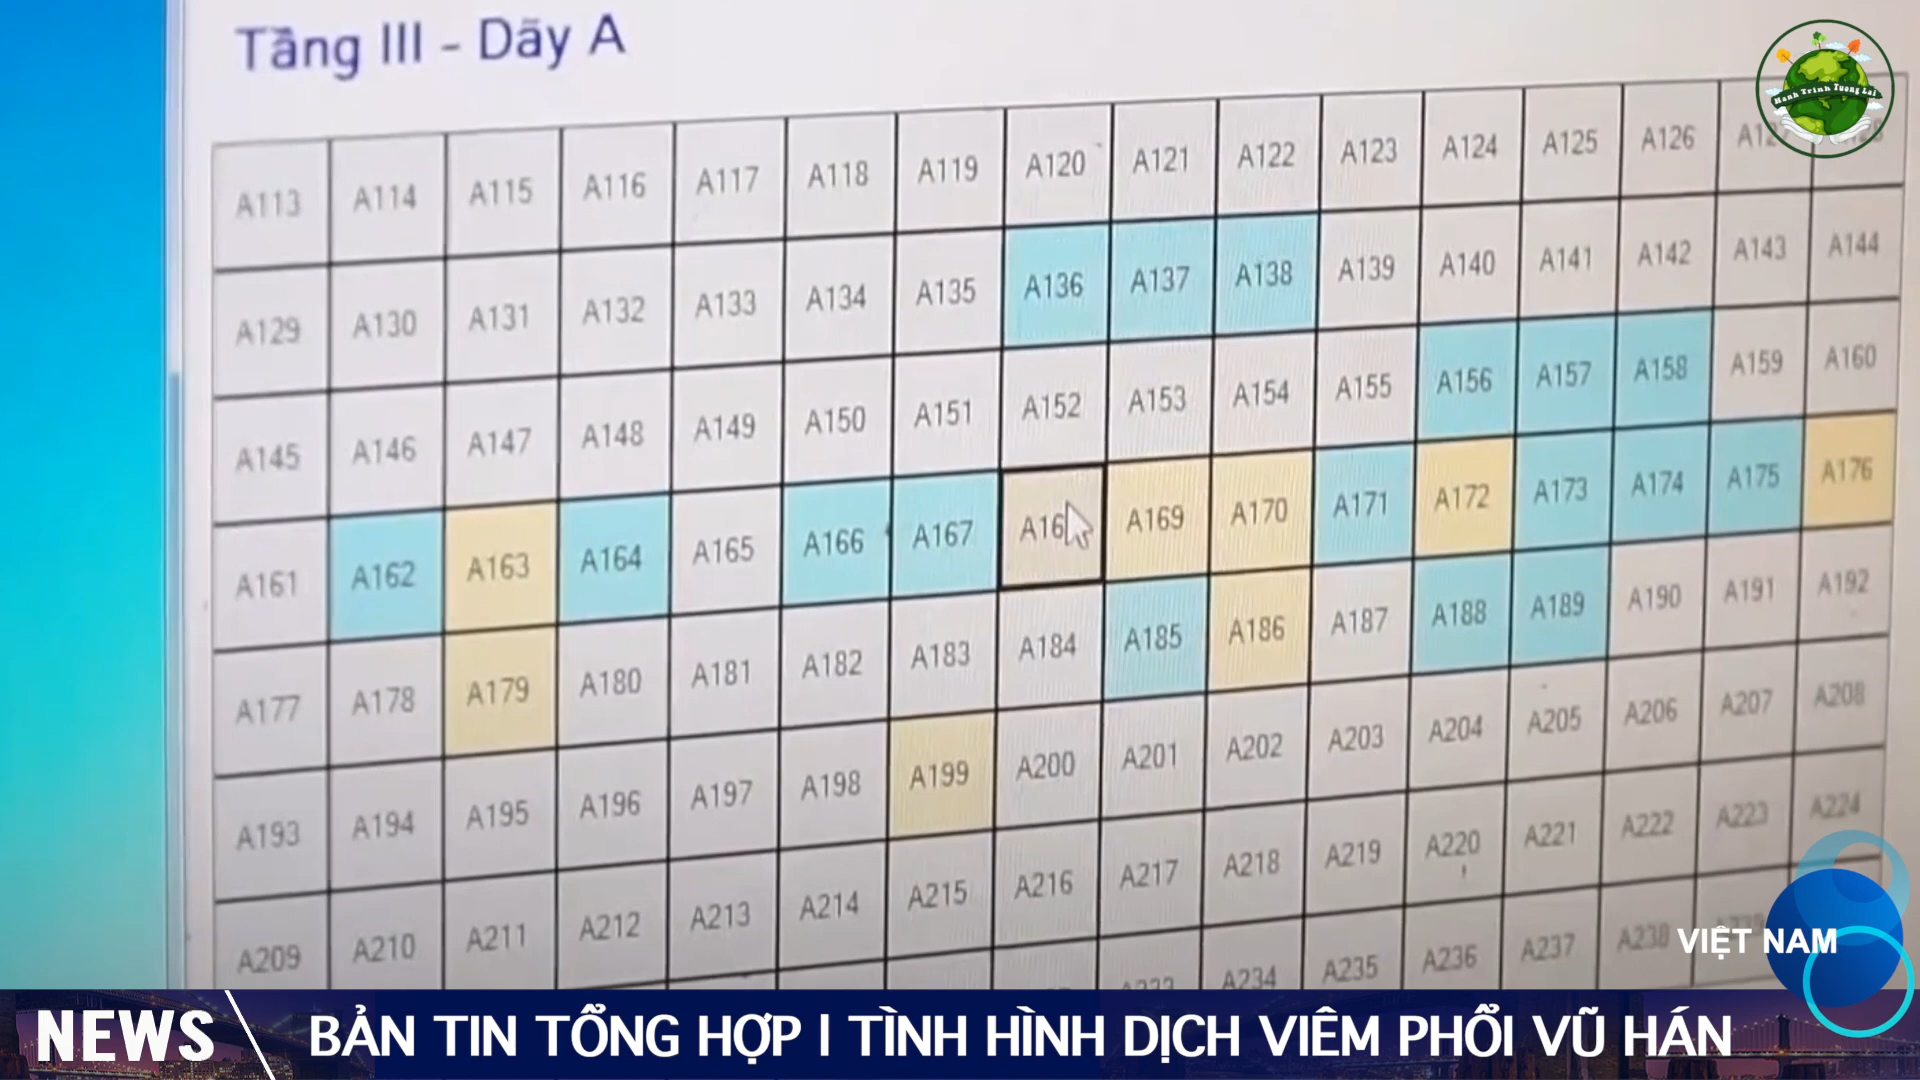 Tầng III - Dãy A
Hành Trình Tương Lai
A113 A114 A115 A116 A117 A118 A119 A120 A121 A122 A123 A124 A125 A126
A129 A130 A131 A132 A133 A134 A135 A136 A137 A138 A139 A140 A141 A142 A143 A144
A145 A146 A147 A148 A149 A150 A151 A152 A153 A154 A155 A156 A157 A158 A159 A160
A161 A162 A163 A164 A165 A166 A167 A169 A170 A171 A172 A173 A174 A175 A176
A177 A178 A179 A180 A181 A182 A183 A184 A185 A186 A187 A188 A189 A190 A191 A192
A193 A194 A195 A196 A197 A198 A199 A200 A201 A202 A203 A204 A205 A206 A207 A208
A209 A210 A211 A212 A213 A214 A215 A216 A217 A218 A219 A220 A221 A222 A223 A224
A234 A235 A236 A237 A238
VIỆT NAM
NEWS BẢN TIN TỔNG HỢP | TÌNH HÌNH DỊCH VIÊM PHỔI VŨ HÁN